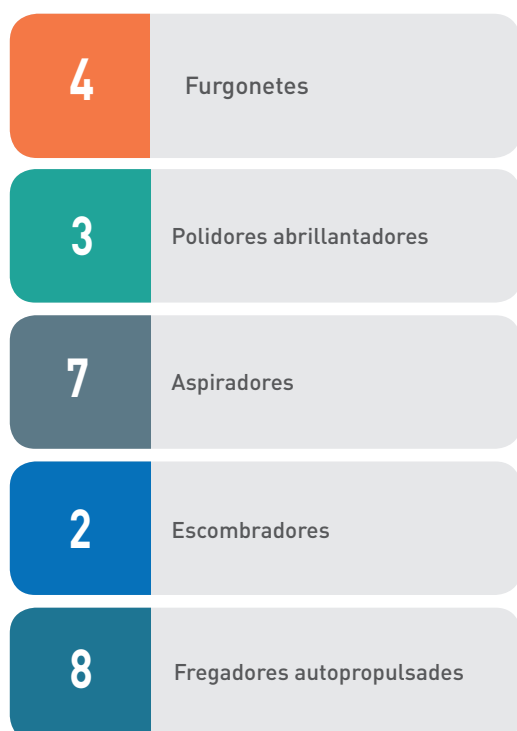 4
Furgonetes
3
Polidores abrillantadores
7
Aspiradores
2
Escombradores
8
Fregadores autopropulsades